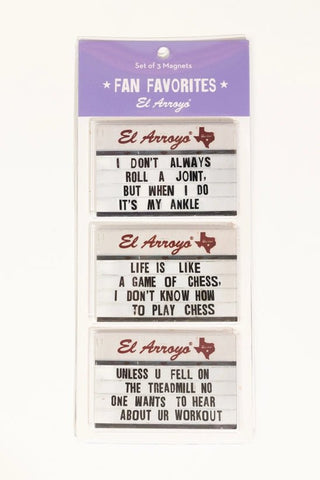 Set of 3 Magnets
★ FAN FAVORITES ★
El Arroyo
El Arroyo®
I DON'T ALWAYS
ROLL A JOINT,
BUT WHEN I DO
IT'S MY ANKLE
El Arroyo®
LIFE IS LIKE
A GAME OF CHESS,
I DON'T KNOW HOW
TO PLAY CHESS
El Arroyo®
UNLESS U FELL ON
THE TREADMILL NO
ONE WANTS TO HEAR
ABOUT UR WORKOUT